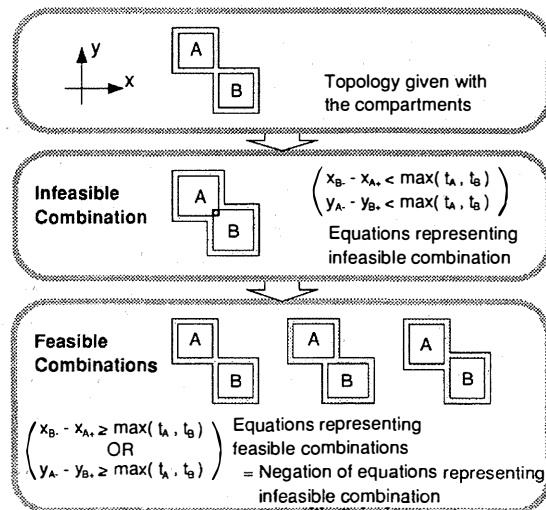 y
x
A
B
Topology given with
the compartments
Infeasible
Combination
A
B
x_B- - x_A+ < max( t_A , t_B )
y_A- - y_B+ < max( t_A , t_B )
Equations representing
infeasible combination
Feasible
Combinations
A
B
A
B
A
B
x_B- - x_A+ ≥ max( t_A , t_B )
OR
y_A- - y_B+ ≥ max( t_A , t_B )
Equations representing
feasible combinations
= Negation of equations representing
infeasible combination